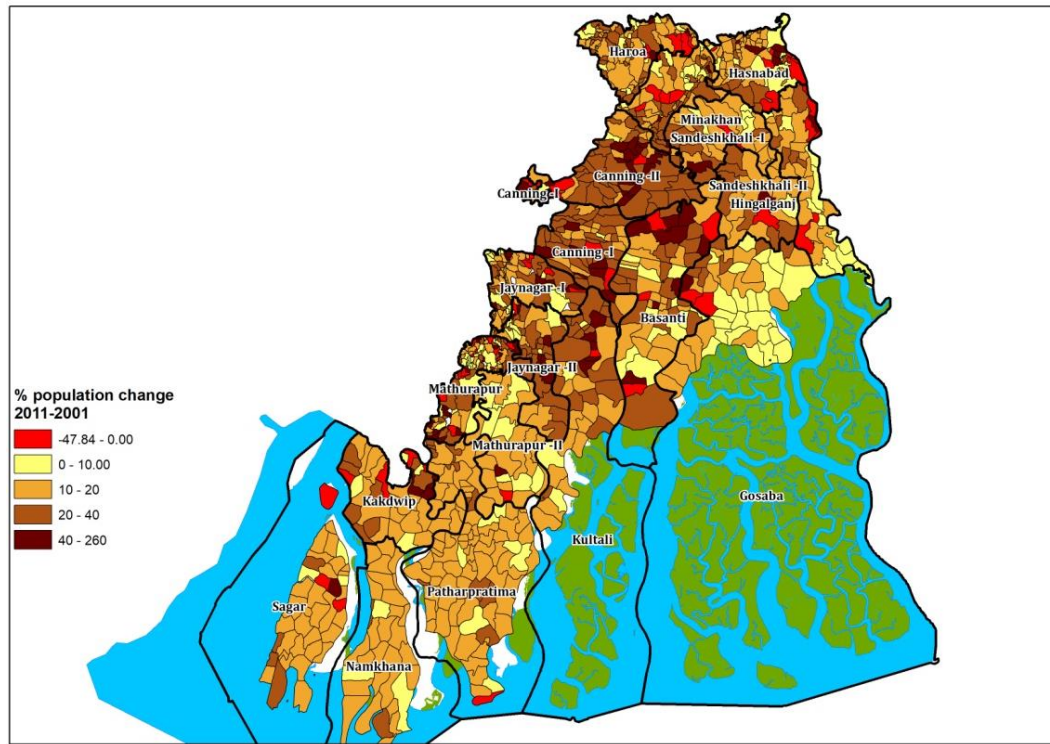 Haroa
Hasnabad
Minakhan
Sandeshkhali -I
Canning -II
Canning -I
Sandeshkhali -II
Hingalganj
Canning -I
Jaynagar -I
Basanti
Jaynagar -II
Mathurapur
Mathurapur -II
% population change
2011-2001
-47.84 - 0.00
0 - 10.00
10 - 20
20 - 40
40 - 260
Kakdwip
Gosaba
Kultali
Patharpratima
Sagar
Namkhana